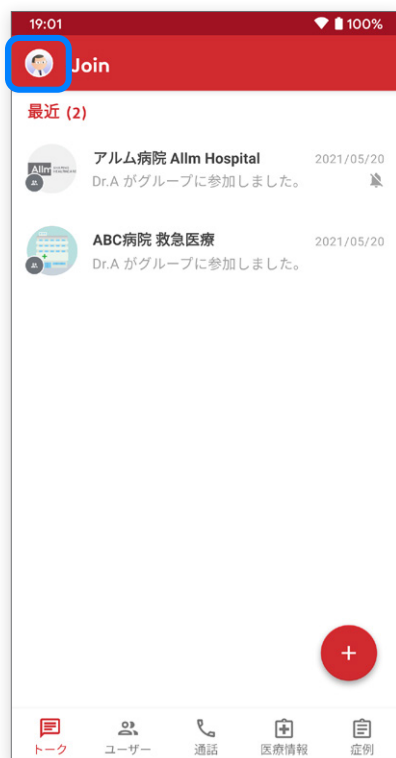 19:01 100%
Join
最近 (2)
アルム病院 Allm Hospital 2021/05/20
Dr.A がグループに参加しました。
Allm
ABC病院 救急医療 2021/05/20
Dr.A がグループに参加しました。
トーク ユーザー 通話 医療情報 症例